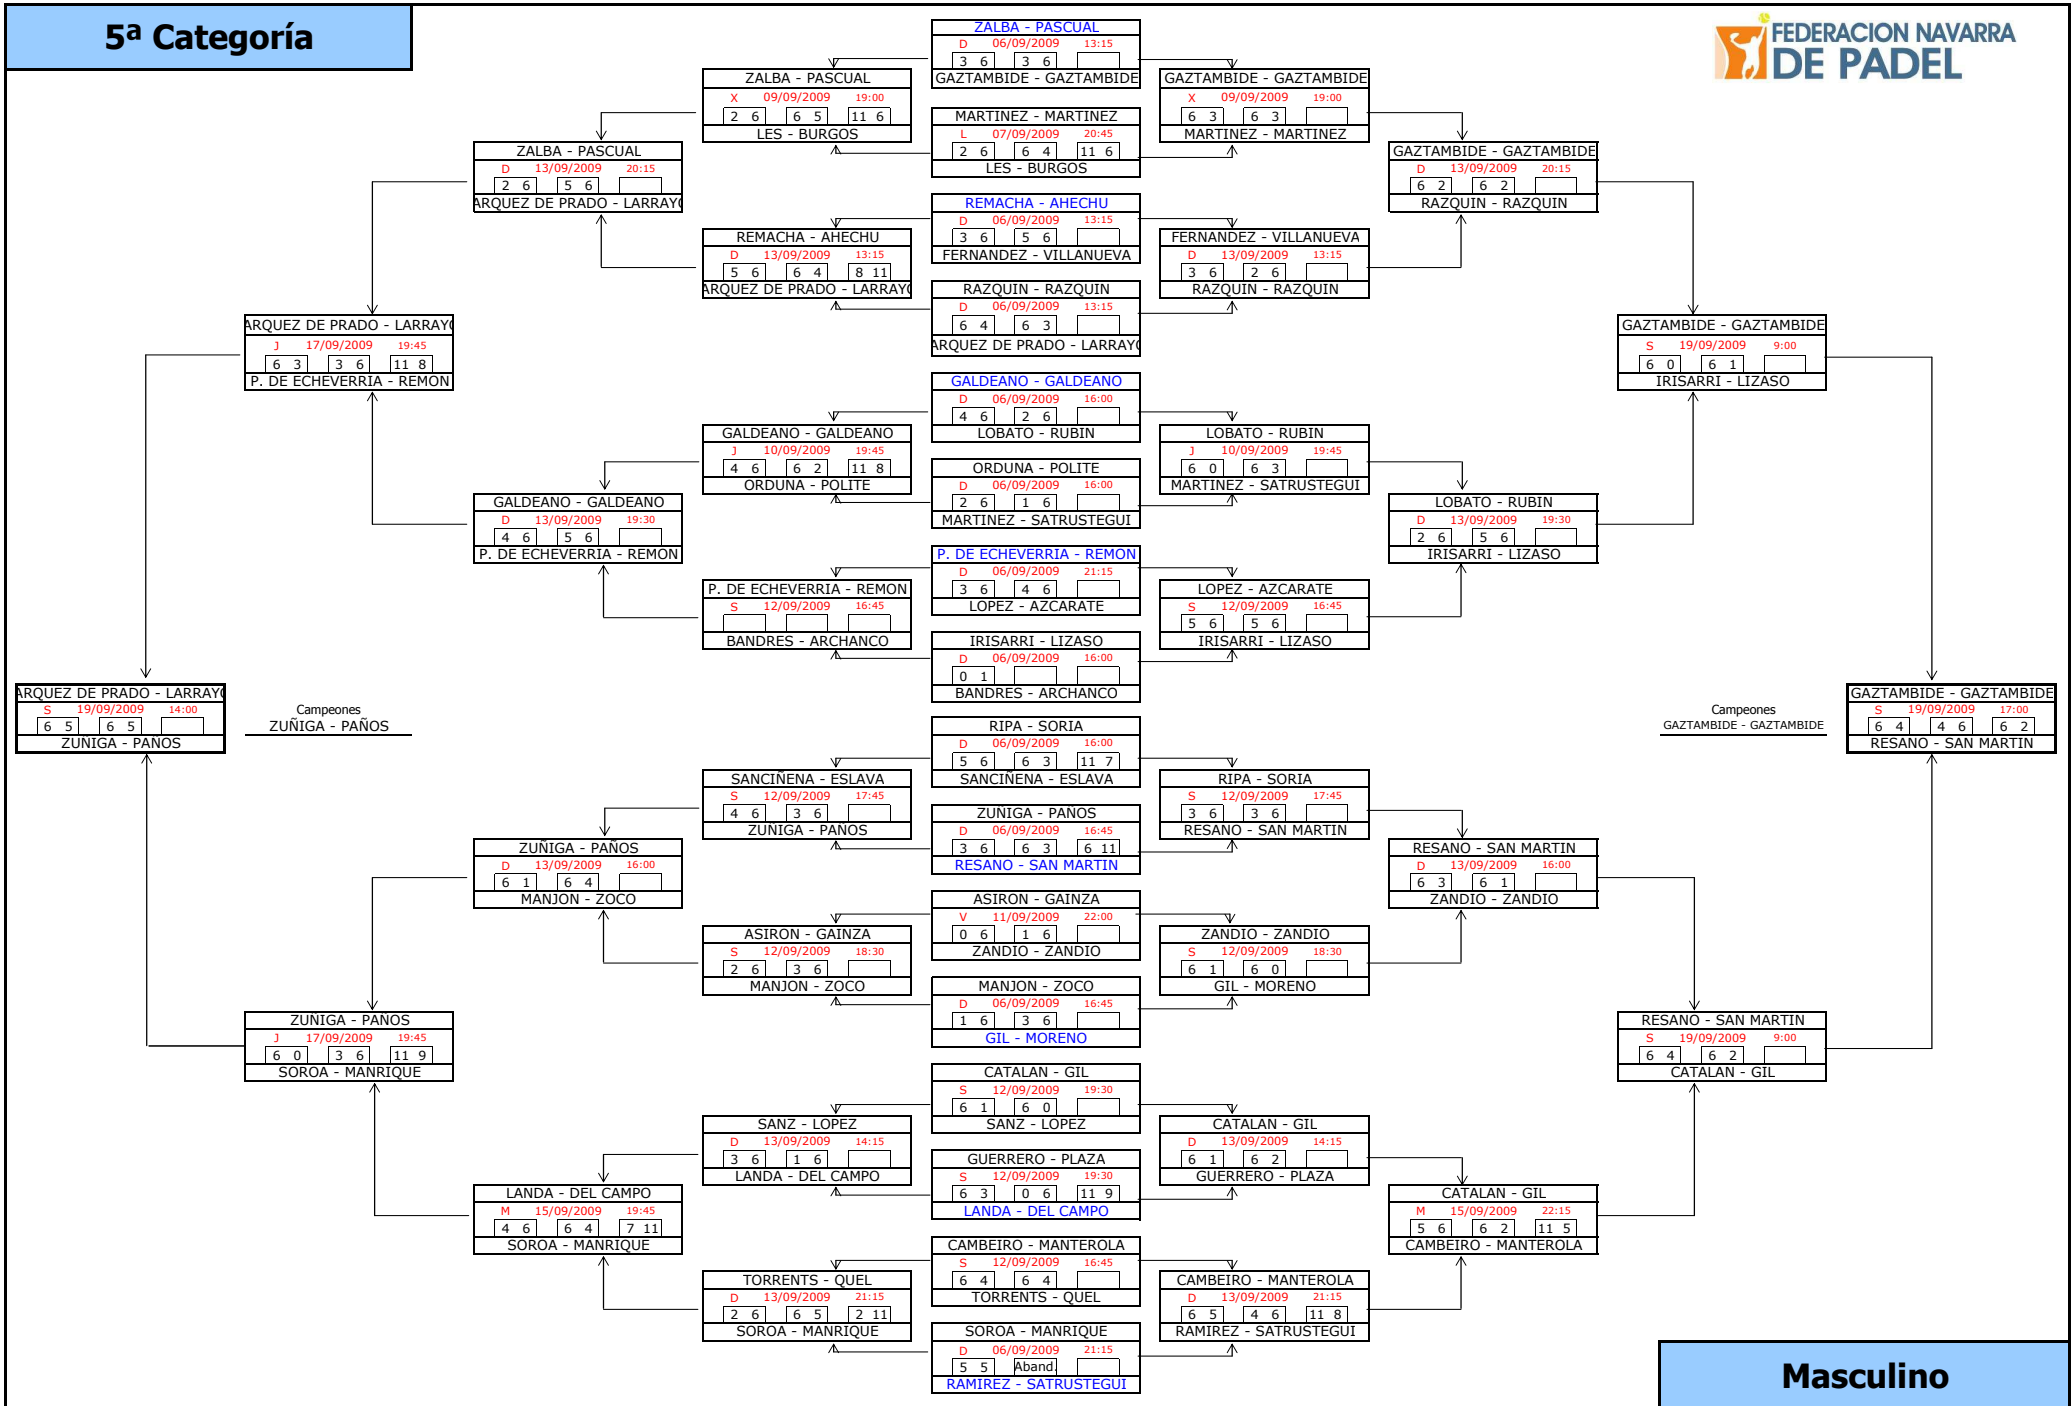 5ª Categoría
FEDERACION NAVARRA
DE PADEL
ZALBA - PASCUAL
D 06/09/2009 13:15
3 6 3 6
GAZTAMBIDE - GAZTAMBIDE
MARTINEZ - MARTINEZ
L 07/09/2009 20:45
2 6 6 4 11 6
LES - BURGOS
REMACHA - AHECHU
D 06/09/2009 13:15
3 6 5 6
FERNANDEZ - VILLANUEVA
RAZQUIN - RAZQUIN
D 06/09/2009 13:15
6 4 6 3
ARQUEZ DE PRADO - LARRAYO
GALDEANO - GALDEANO
D 06/09/2009 16:00
4 6 2 6
LOBATO - RUBIN
ORDUNA - POLITE
D 06/09/2009 16:00
2 6 1 6
MARTINEZ - SATRUSTEGUI
P. DE ECHEVERRIA - REMON
D 06/09/2009 21:15
3 6 4 6
LOPEZ - AZCARATE
IRISARRI - LIZASO
D 06/09/2009 16:00
0 1
BANDRES - ARCHANCO
RIPA - SORIA
D 06/09/2009 16:00
5 6 6 3 11 7
SANCIÑENA - ESLAVA
ZUÑIGA - PAÑOS
D 06/09/2009 16:45
3 6 6 3 6 11
RESANO - SAN MARTIN
ASIRON - GAINZA
V 11/09/2009 22:00
0 6 1 6
ZANDIO - ZANDIO
MANJON - ZOCO
D 06/09/2009 16:45
1 6 3 6
GIL - MORENO
CATALAN - GIL
S 12/09/2009 19:30
6 1 6 0
SANZ - LOPEZ
GUERRERO - PLAZA
S 12/09/2009 19:30
6 3 0 6 11 9
LANDA - DEL CAMPO
CAMBEIRO - MANTEROLA
S 12/09/2009 16:45
6 4 6 4
TORRENTS - QUEL
SOROA - MANRIQUE
D 06/09/2009 21:15
5 5 Aband.
RAMIREZ - SATRUSTEGUI
ZALBA - PASCUAL
X 09/09/2009 19:00
2 6 6 5 11 6
LES - BURGOS
REMACHA - AHECHU
D 13/09/2009 13:15
5 6 6 4 8 11
ARQUEZ DE PRADO - LARRAYO
GALDEANO - GALDEANO
J 10/09/2009 19:45
4 6 6 2 11 8
ORDUNA - POLITE
P. DE ECHEVERRIA - REMON
S 12/09/2009 16:45
BANDRES - ARCHANCO
SANCIÑENA - ESLAVA
S 12/09/2009 17:45
4 6 3 6
ZUÑIGA - PAÑOS
ASIRON - GAINZA
S 12/09/2009 18:30
2 6 3 6
MANJON - ZOCO
SANZ - LOPEZ
D 13/09/2009 14:15
3 6 1 6
LANDA - DEL CAMPO
TORRENTS - QUEL
D 13/09/2009 21:15
2 6 6 5 2 11
SOROA - MANRIQUE
ZALBA - PASCUAL
D 13/09/2009 20:15
2 6 5 6
ARQUEZ DE PRADO - LARRAYO
GALDEANO - GALDEANO
D 13/09/2009 19:30
4 6 5 6
P. DE ECHEVERRIA - REMON
ZUÑIGA - PAÑOS
D 13/09/2009 16:00
6 1 6 4
MANJON - ZOCO
LANDA - DEL CAMPO
M 15/09/2009 19:45
4 6 6 4 7 11
SOROA - MANRIQUE
ARQUEZ DE PRADO - LARRAYO
J 17/09/2009 19:45
6 3 3 6 11 8
P. DE ECHEVERRIA - REMON
ZUÑIGA - PAÑOS
J 17/09/2009 19:45
6 0 3 6 11 9
SOROA - MANRIQUE
ARQUEZ DE PRADO - LARRAYO
S 19/09/2009 14:00
6 5 6 5
ZUÑIGA - PAÑOS
Campeones
ZUÑIGA - PAÑOS
GAZTAMBIDE - GAZTAMBIDE
X 09/09/2009 19:00
6 3 6 3
MARTINEZ - MARTINEZ
FERNANDEZ - VILLANUEVA
D 13/09/2009 13:15
3 6 2 6
RAZQUIN - RAZQUIN
LOBATO - RUBIN
J 10/09/2009 19:45
6 0 6 3
MARTINEZ - SATRUSTEGUI
LOPEZ - AZCARATE
S 12/09/2009 16:45
5 6 5 6
IRISARRI - LIZASO
RIPA - SORIA
S 12/09/2009 17:45
3 6 3 6
RESANO - SAN MARTIN
ZANDIO - ZANDIO
S 12/09/2009 18:30
6 1 6 0
GIL - MORENO
CATALAN - GIL
D 13/09/2009 14:15
6 1 6 2
GUERRERO - PLAZA
CAMBEIRO - MANTEROLA
D 13/09/2009 21:15
6 5 4 6 11 8
RAMIREZ - SATRUSTEGUI
GAZTAMBIDE - GAZTAMBIDE
D 13/09/2009 20:15
6 2 6 2
RAZQUIN - RAZQUIN
LOBATO - RUBIN
D 13/09/2009 19:30
2 6 5 6
IRISARRI - LIZASO
RESANO - SAN MARTIN
D 13/09/2009 16:00
6 3 6 1
ZANDIO - ZANDIO
CATALAN - GIL
M 15/09/2009 22:15
5 6 6 2 11 5
CAMBEIRO - MANTEROLA
GAZTAMBIDE - GAZTAMBIDE
S 19/09/2009 9:00
6 0 6 1
IRISARRI - LIZASO
RESANO - SAN MARTIN
S 19/09/2009 9:00
6 4 6 2
CATALAN - GIL
Campeones
GAZTAMBIDE - GAZTAMBIDE
GAZTAMBIDE - GAZTAMBIDE
S 19/09/2009 17:00
6 4 4 6 6 2
RESANO - SAN MARTIN
Masculino